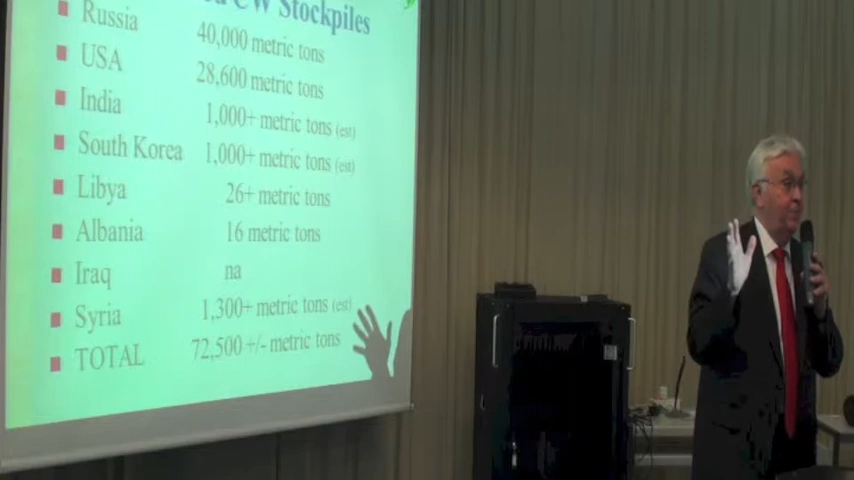 CW Stockpiles
Russia 40,000 metric tons
USA 28,600 metric tons
India 1,000+ metric tons (est)
South Korea 1,000+ metric tons (est)
Libya 26+ metric tons
Albania 16 metric tons
Iraq na
Syria 1,300+ metric tons (est)
TOTAL 72,500 +/- metric tons